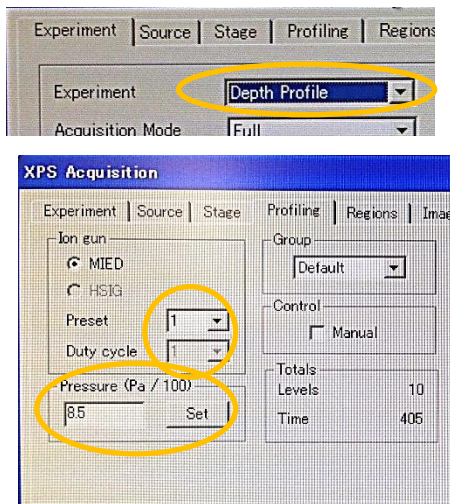 Experiment Source Stage Profiling Regions
Experiment Depth Profile
Acquisition Mode Full
XPS Acquisition
Experiment Source Stage Profiling Regions
Ion gun
MIED
HSIG
Preset 1
Duty cycle 1
Pressure (Pa / 100)
8.5 Set
Group
Default
Control
Manual
Totals
Levels 10
Time 405